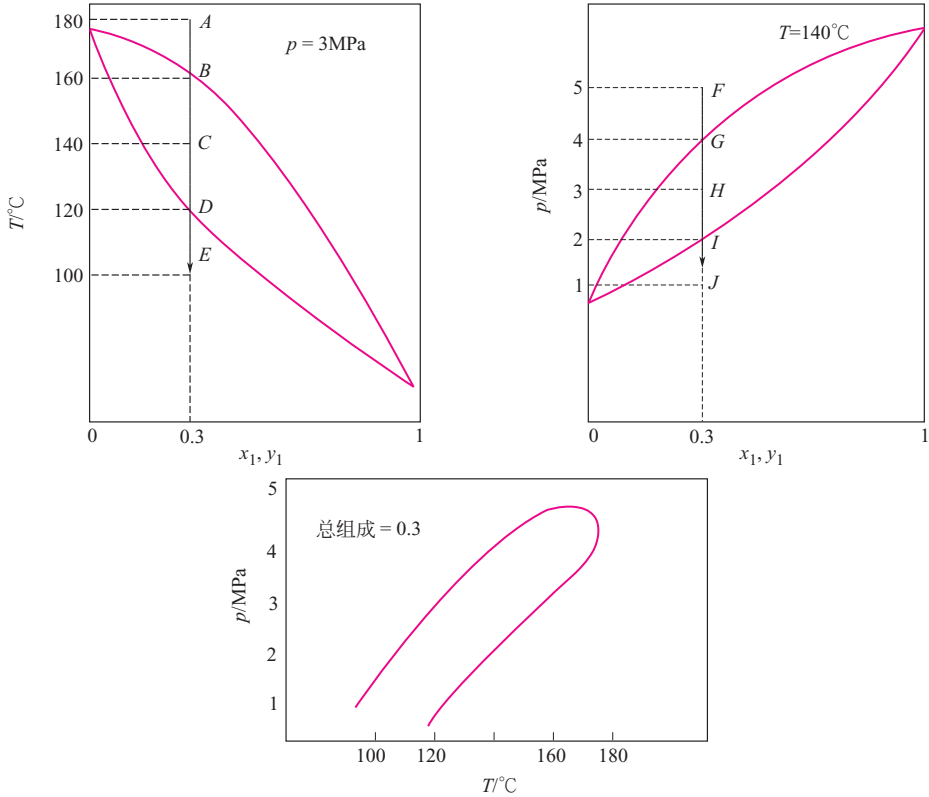 180
A
p = 3MPa
B
160
C
140
T/℃
D
120
E
100
0
0.3
1
x₁, y₁
T=140℃
5
F
4
G
p/MPa
3
H
2
I
1
J
0
0.3
1
x₁, y₁
5
总组成 = 0.3
4
p/MPa
3
2
1
100
120
160
180
T/℃